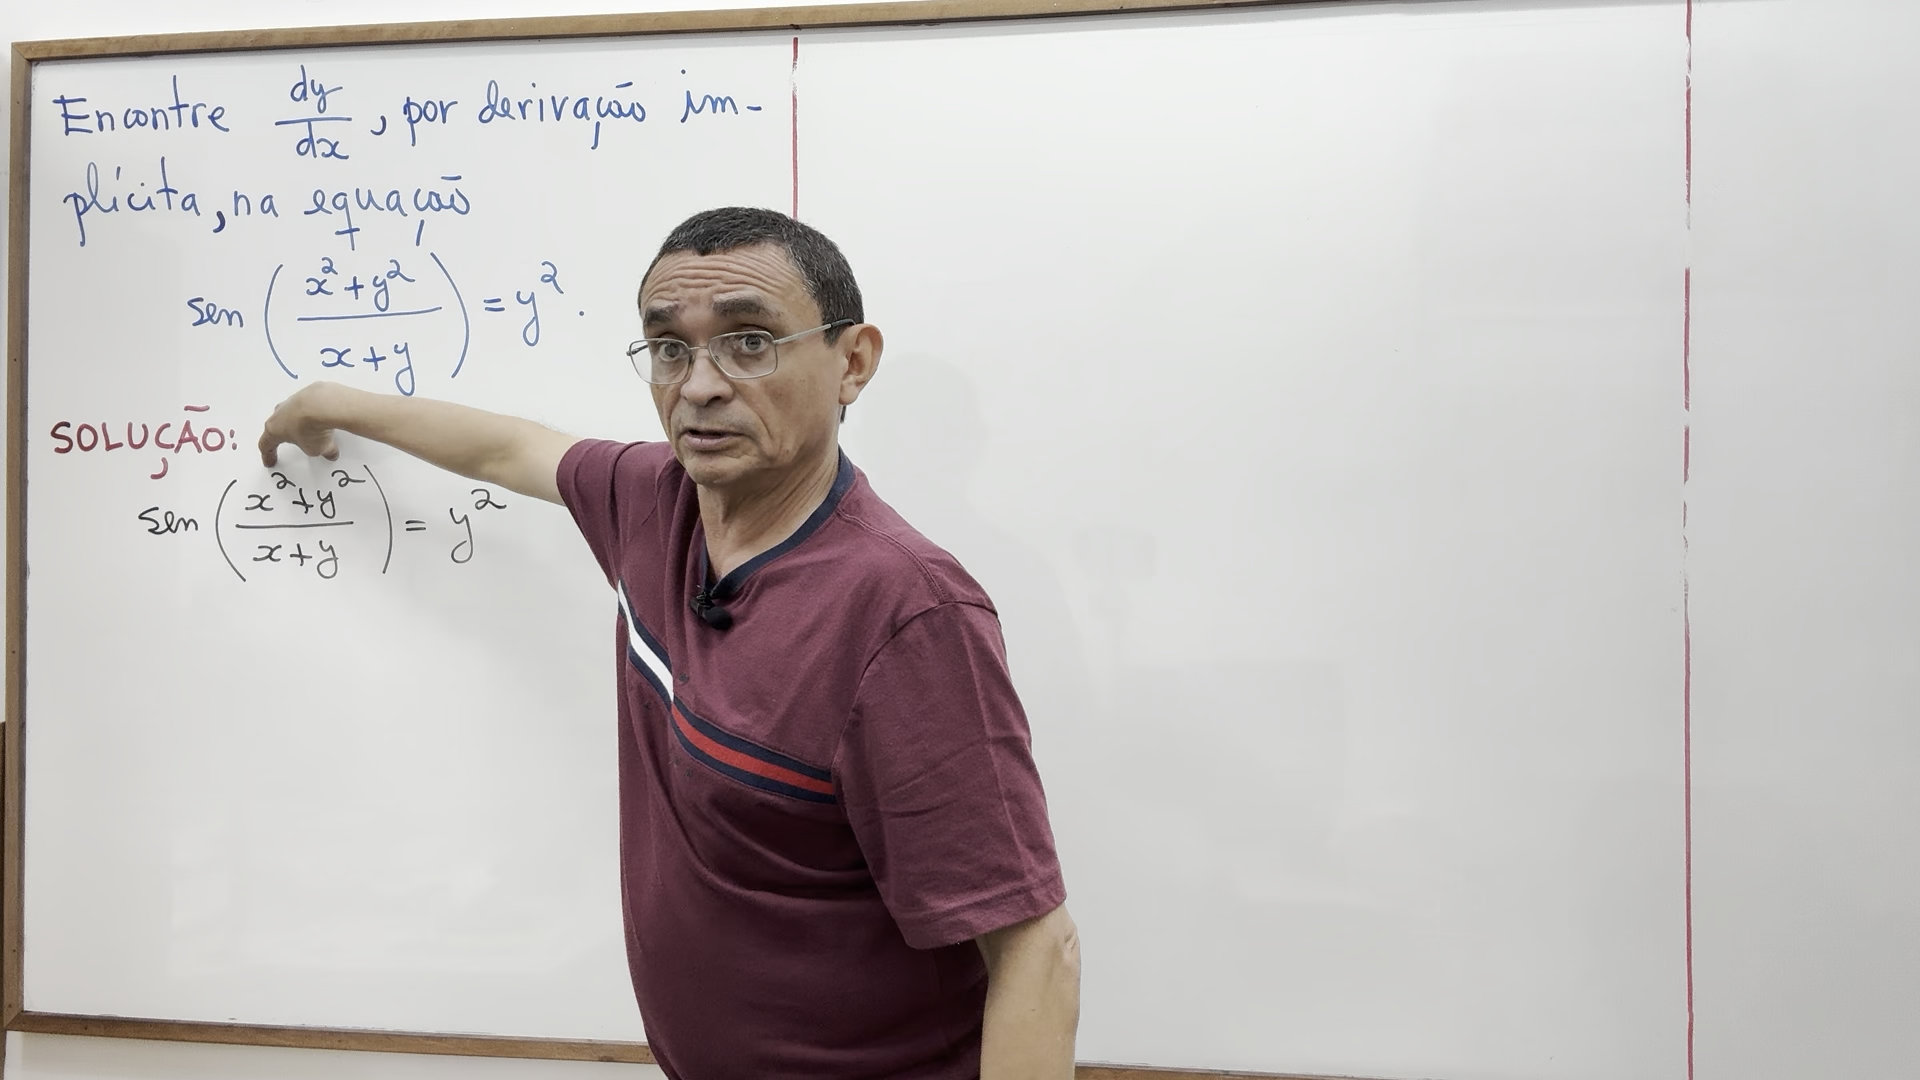 Encontre dy/dx, por derivação im-
plícita, na equação
sen ( (x²+y²)/(x+y) ) = y².
SOLUÇÃO:
sen ( (x²+y²)/(x+y) ) = y²